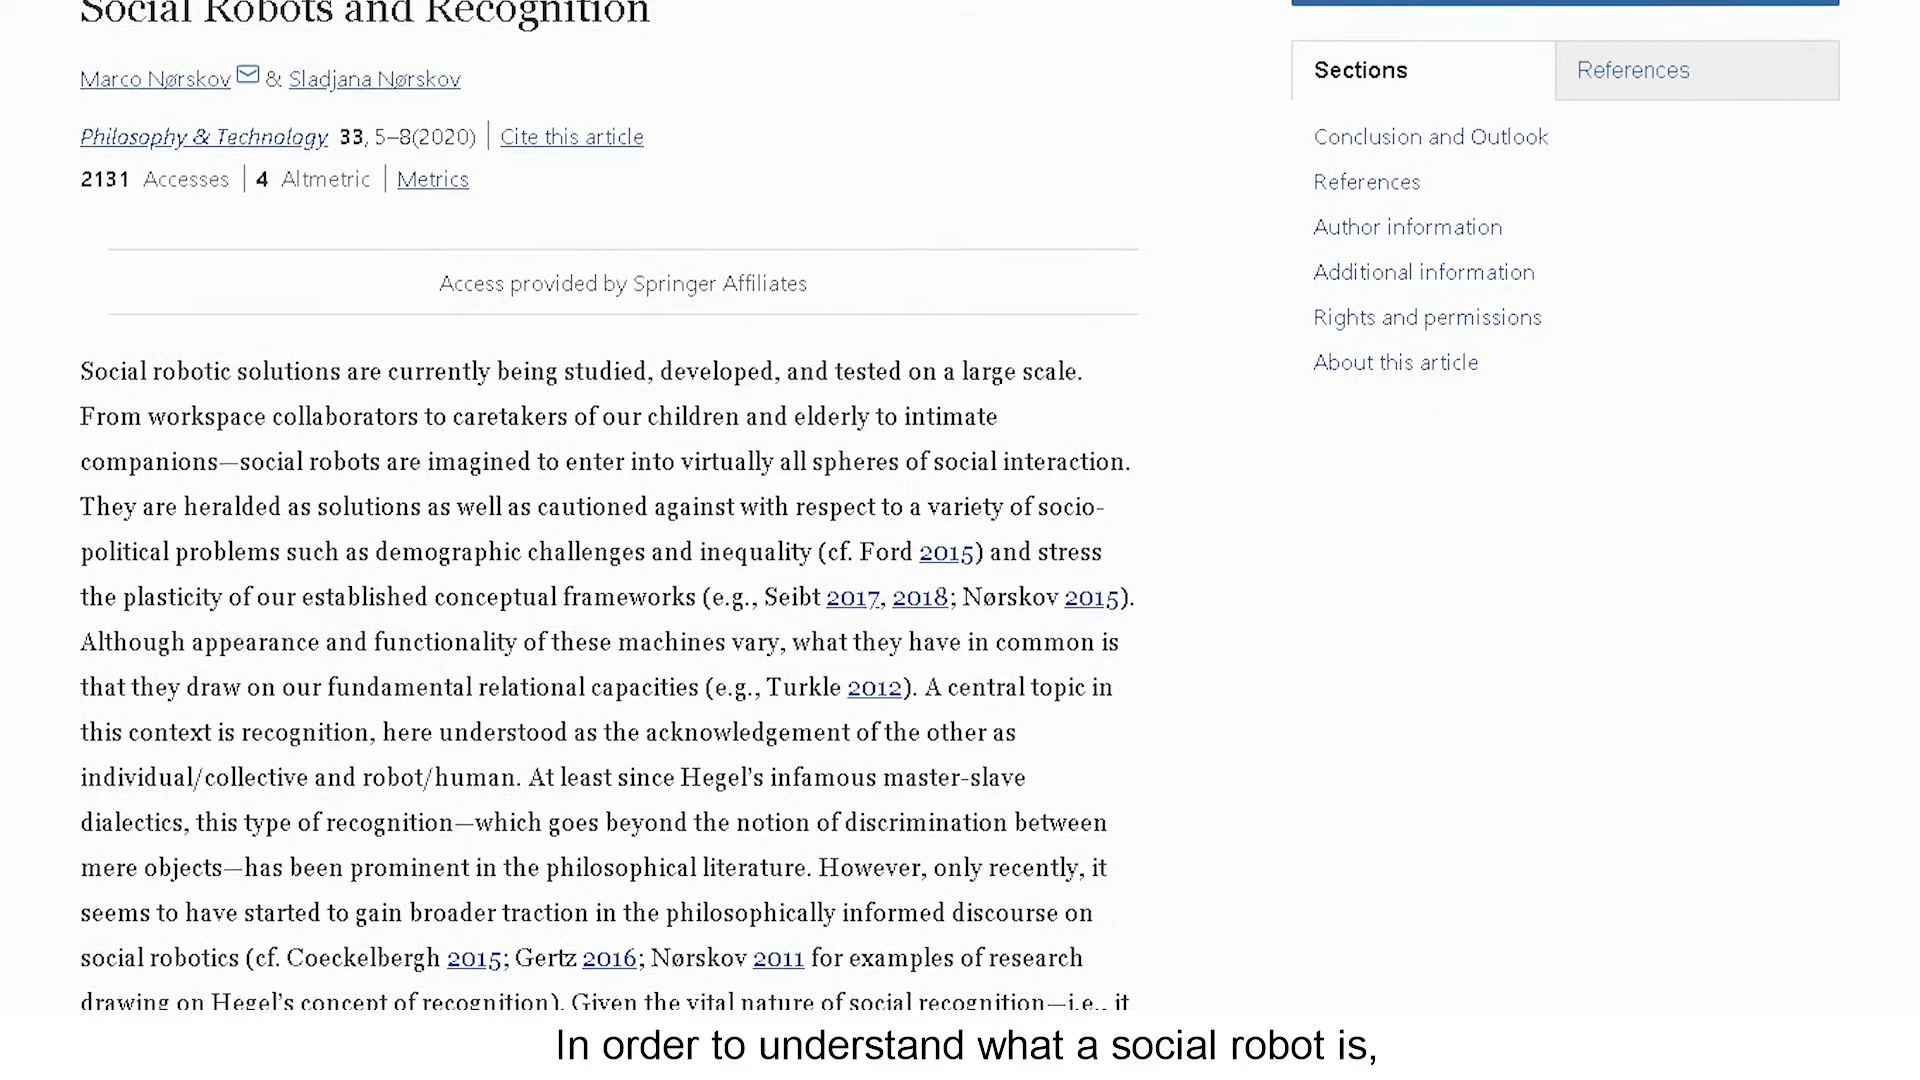 Social Robots and Recognition
Marco Nørskov & Sladjana Nørskov
Philosophy & Technology 33, 5–8(2020) | Cite this article
2131 Accesses | 4 Altmetric | Metrics
Access provided by Springer Affiliates
Social robotic solutions are currently being studied, developed, and tested on a large scale.
From workspace collaborators to caretakers of our children and elderly to intimate
companions—social robots are imagined to enter into virtually all spheres of social interaction.
They are heralded as solutions as well as cautioned against with respect to a variety of socio-
political problems such as demographic challenges and inequality (cf. Ford 2015) and stress
the plasticity of our established conceptual frameworks (e.g., Seibt 2017, 2018; Nørskov 2015).
Although appearance and functionality of these machines vary, what they have in common is
that they draw on our fundamental relational capacities (e.g., Turkle 2012). A central topic in
this context is recognition, here understood as the acknowledgement of the other as
individual/collective and robot/human. At least since Hegel's infamous master-slave
dialectics, this type of recognition—which goes beyond the notion of discrimination between
mere objects—has been prominent in the philosophical literature. However, only recently, it
seems to have started to gain broader traction in the philosophically informed discourse on
social robotics (cf. Coeckelbergh 2015; Gertz 2016; Nørskov 2011 for examples of research
drawing on Hegel's concept of recognition). Given the vital nature of social recognition—i.e., it
Sections
References
Conclusion and Outlook
References
Author information
Additional information
Rights and permissions
About this article
In order to understand what a social robot is,